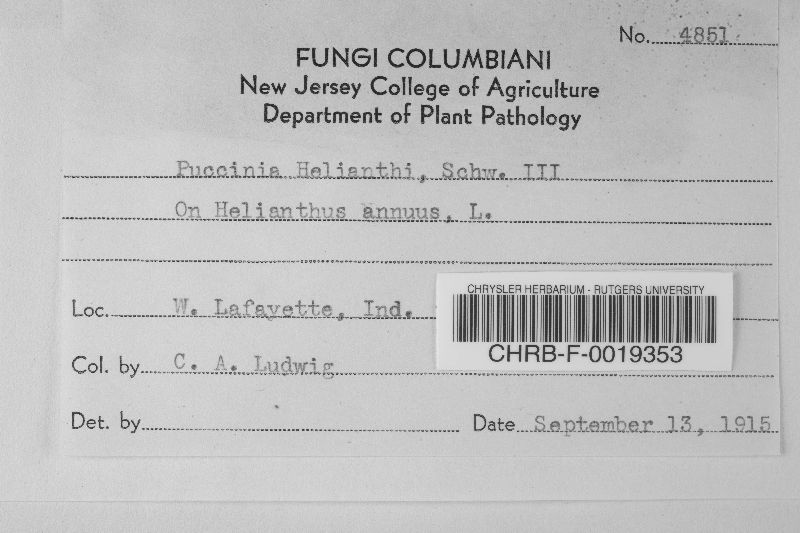 No. 4851
FUNGI COLUMBIANI
New Jersey College of Agriculture
Department of Plant Pathology
Puccinia Helianthi, Schw. III
On Helianthus annuus, L.
Loc. W. Lafayette, Ind.
CHRYSLER HERBARIUM - RUTGERS UNIVERSITY
CHRB-F-0019353
Col. by C. A. Ludwig
Det. by
Date September 13, 1915